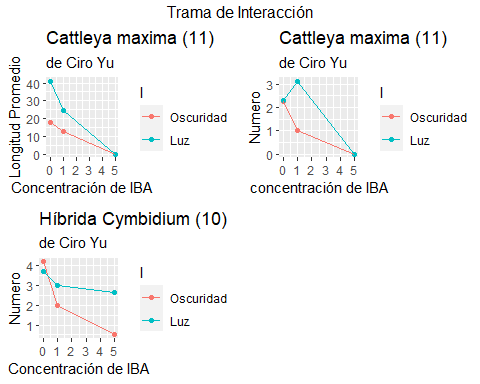 Trama de Interacción
Cattleya maxima (11)
de Ciro Yu
Longitud Promedio
40
30
20
10
0
0 1 2 3 4 5
Concentración de IBA
I
Oscuridad
Luz
Cattleya maxima (11)
de Ciro Yu
Numero
3
2
1
0
0 1 2 3 4 5
concentración de IBA
I
Oscuridad
Luz
Híbrida Cymbidium (10)
de Ciro Yu
Numero
4
3
2
1
0 1 2 3 4 5
Concentración de IBA
I
Oscuridad
Luz